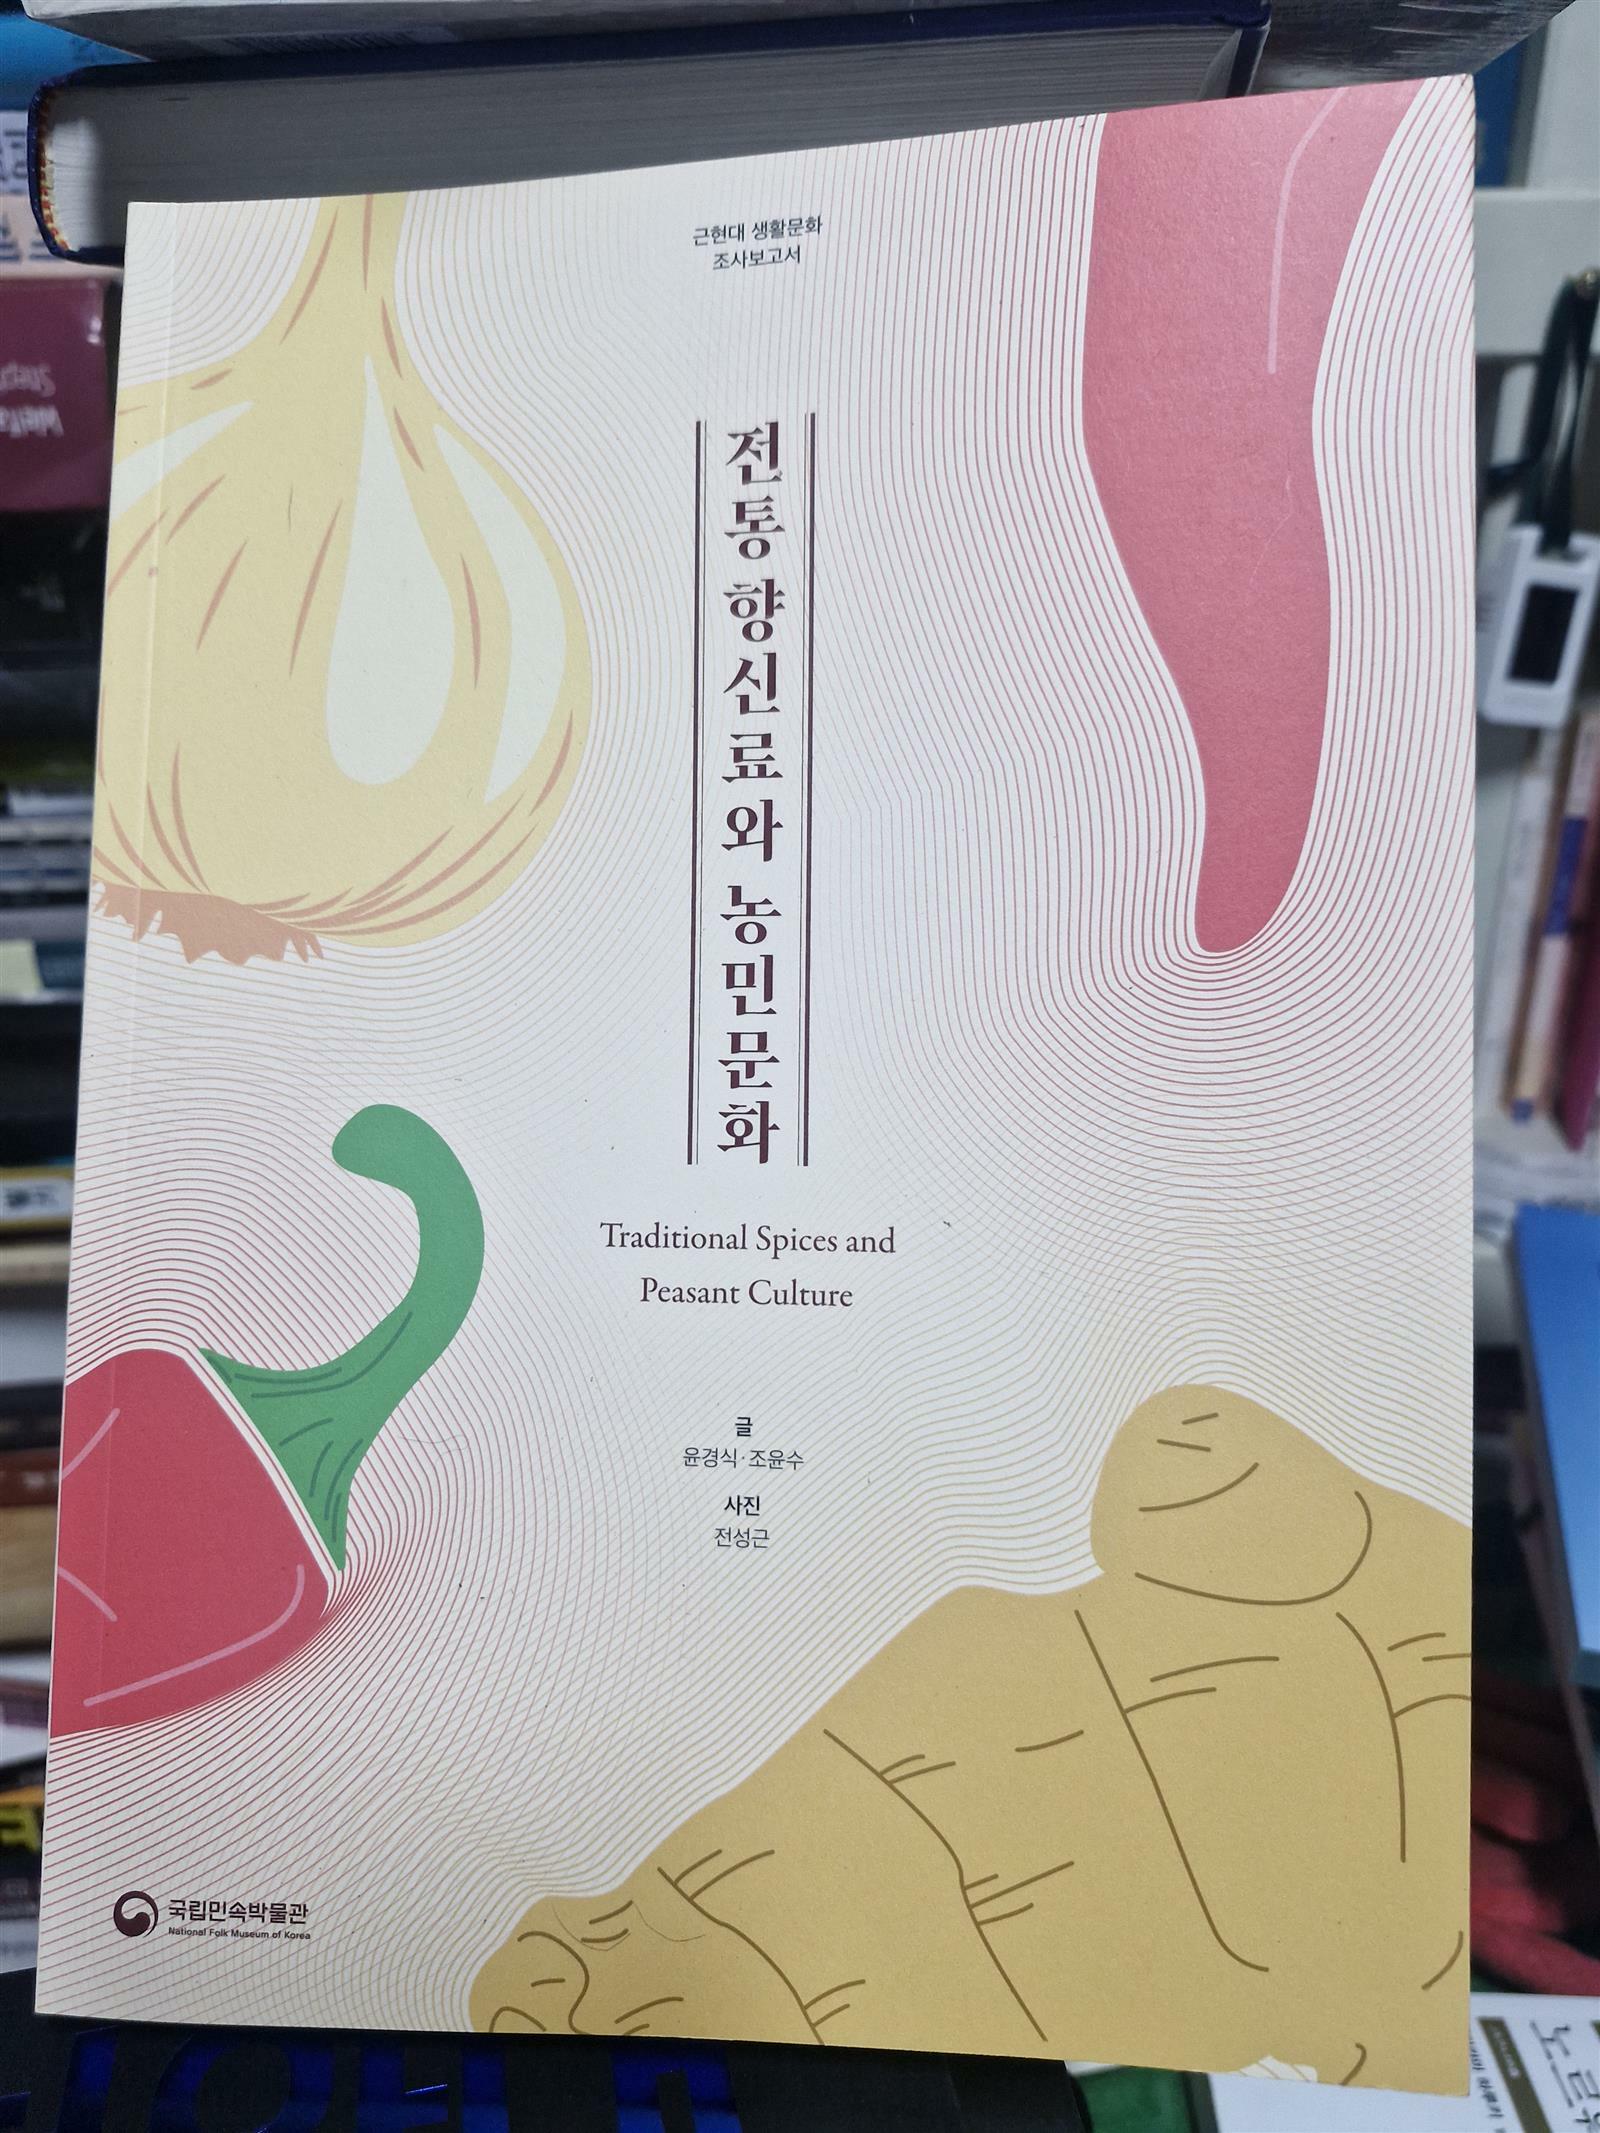 근현대 생활문화
조사보고서
전통 향신료와 농민문화
Traditional Spices and
Peasant Culture
글
윤경식·조윤수
사진
전성근
국립민속박물관
National Folk Museum of Korea